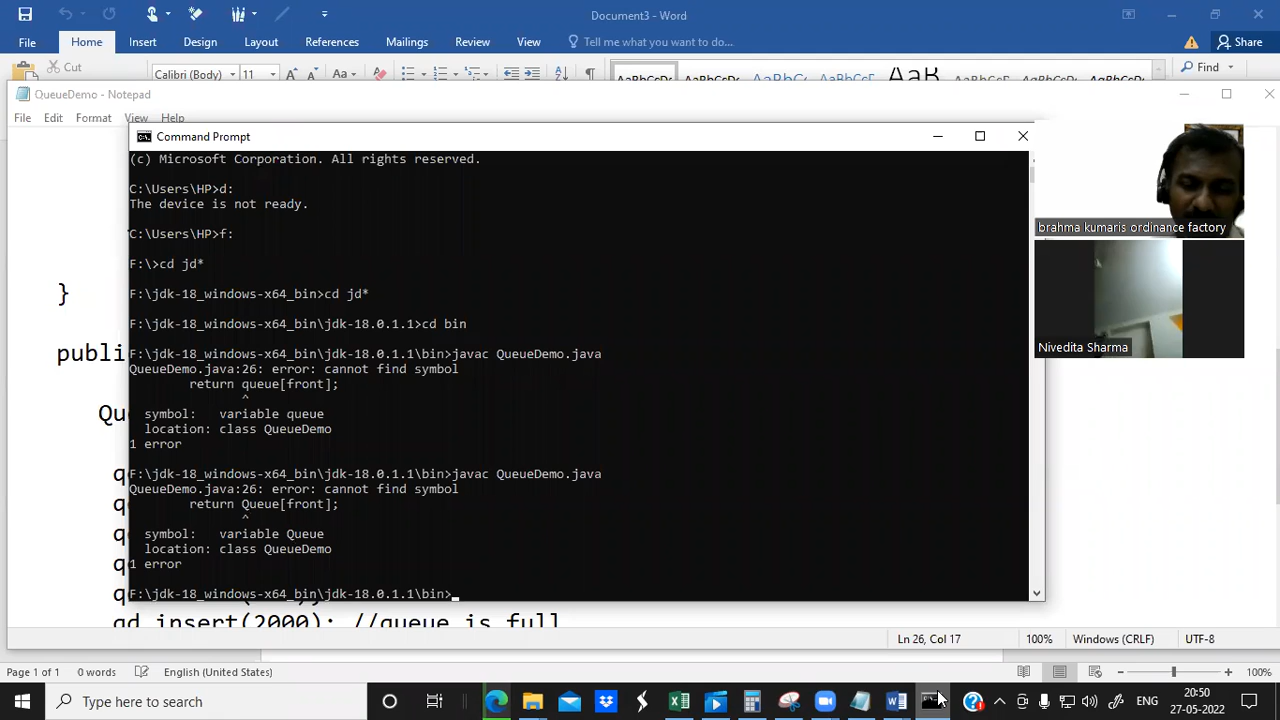 Document3 - Word
File Home Insert Design Layout References Mailings Review View Tell me what you want to do... Share
Cut Calibri (Body) 11 Aa Find
QueueDemo - Notepad
File Edit Format View Help
Command Prompt
(c) Microsoft Corporation. All rights reserved.
C:\Users\HP>d:
The device is not ready.
C:\Users\HP>f:
F:\>cd jd*
F:\jdk-18_windows-x64_bin>cd jd*
F:\jdk-18_windows-x64_bin\jdk-18.0.1.1>cd bin
F:\jdk-18_windows-x64_bin\jdk-18.0.1.1\bin>javac QueueDemo.java
QueueDemo.java:26: error: cannot find symbol
return queue[front];
^
symbol: variable queue
location: class QueueDemo
1 error
F:\jdk-18_windows-x64_bin\jdk-18.0.1.1\bin>javac QueueDemo.java
QueueDemo.java:26: error: cannot find symbol
return Queue[front];
^
symbol: variable Queue
location: class QueueDemo
1 error
F:\jdk-18_windows-x64_bin\jdk-18.0.1.1\bin>
brahma kumaris ordinance factory
Nivedita Sharma
}
publi
Qu
qd.insert(2000); //queue is full
Ln 26, Col 17 100% Windows (CRLF) UTF-8
Page 1 of 1 0 words English (United States) 100%
Type here to search
ENG
20:50
27-05-2022